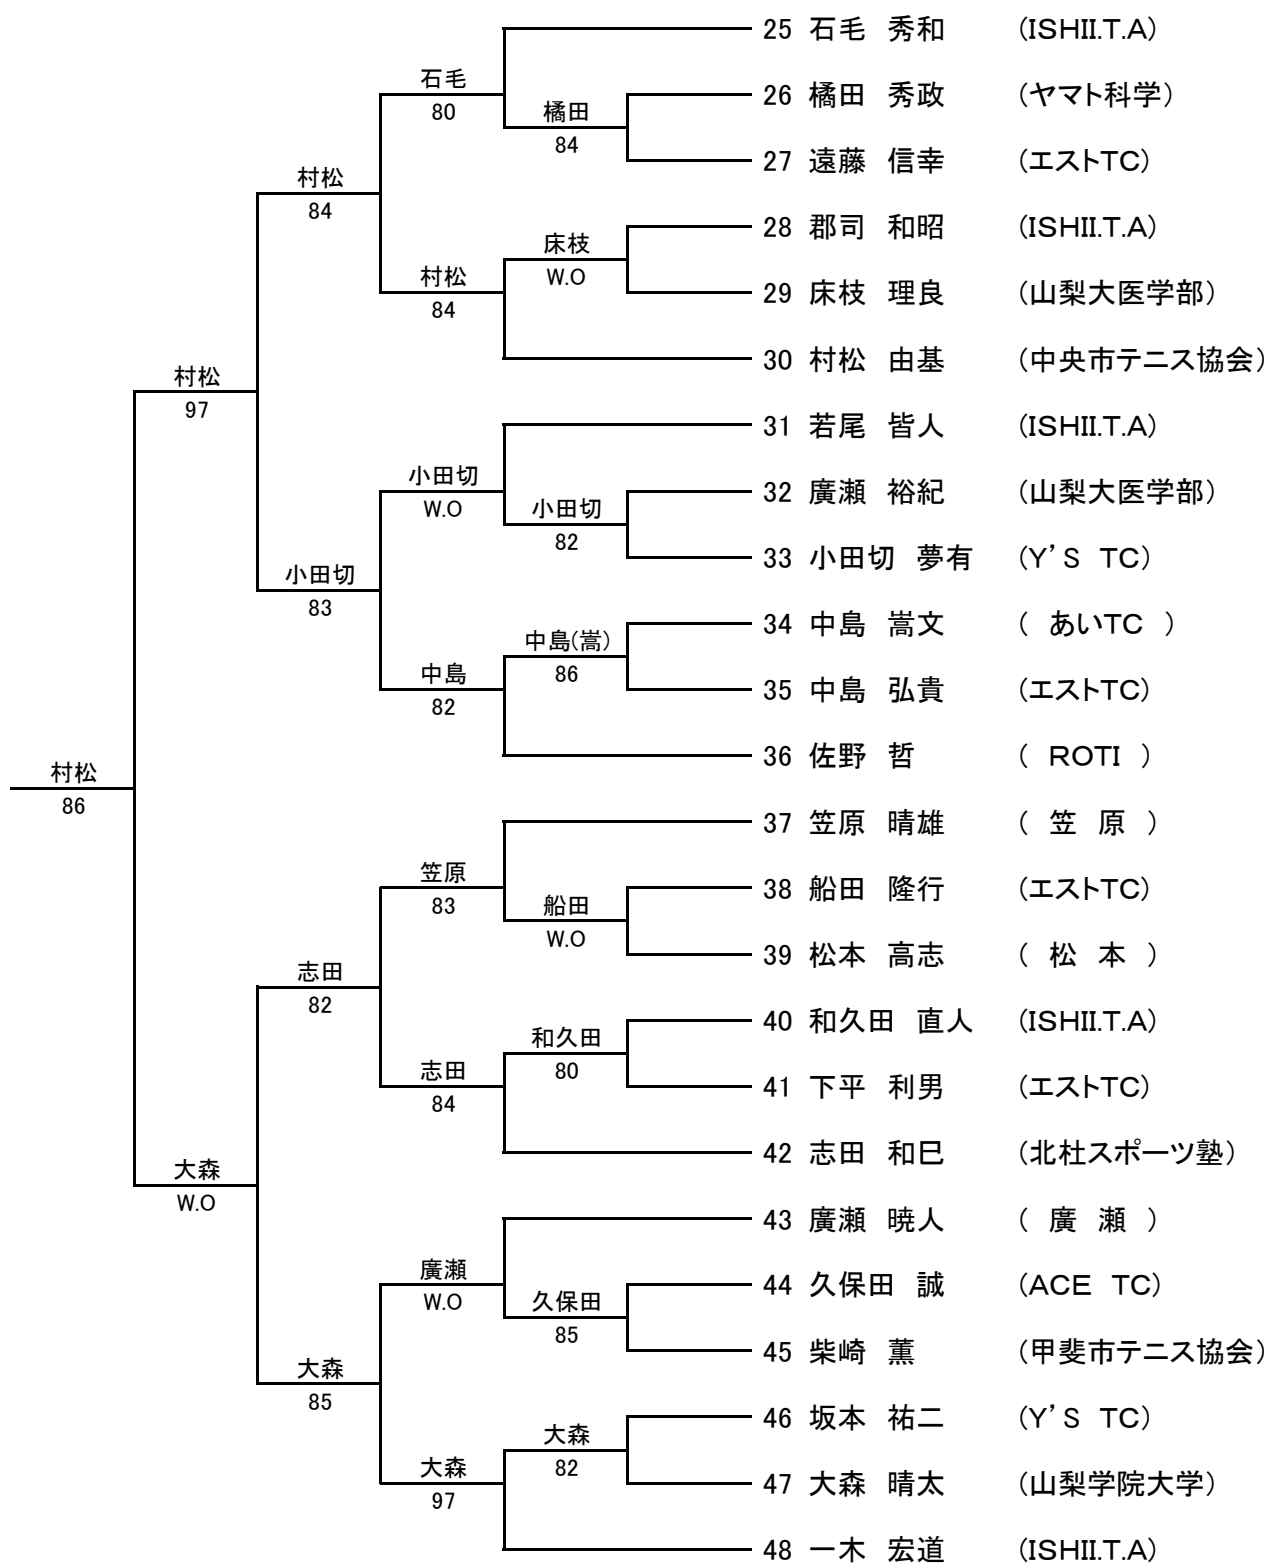 25 石毛 秀和 (ISHII.T.A)
石毛
80
26 橘田 秀政 (ヤマト科学)
橘田
84
27 遠藤 信幸 (エストTC)
村松
84
28 郡司 和昭 (ISHII.T.A)
床枝
W.O
村松
84
29 床枝 理良 (山梨大医学部)
30 村松 由基 (中央市テニス協会)
村松
97
31 若尾 皆人 (ISHII.T.A)
小田切
W.O
32 廣瀬 裕紀 (山梨大医学部)
小田切
82
33 小田切 夢有 (Y'S TC)
小田切
83
34 中島 嵩文 ( あいTC )
中島(嵩)
86
中島
82
35 中島 弘貴 (エストTC)
36 佐野 哲 ( ROTI )
村松
86
37 笠原 晴雄 ( 笠 原 )
笠原
83
38 船田 隆行 (エストTC)
船田
W.O
39 松本 高志 ( 松 本 )
志田
82
40 和久田 直人 (ISHII.T.A)
和久田
80
志田
84
41 下平 利男 (エストTC)
42 志田 和巳 (北杜スポーツ塾)
大森
W.O
43 廣瀬 暁人 ( 廣 瀬 )
廣瀬
W.O
44 久保田 誠 (ACE TC)
久保田
85
45 柴崎 薫 (甲斐市テニス協会)
大森
85
46 坂本 祐二 (Y'S TC)
大森
82
大森
97
47 大森 晴太 (山梨学院大学)
48 一木 宏道 (ISHII.T.A)